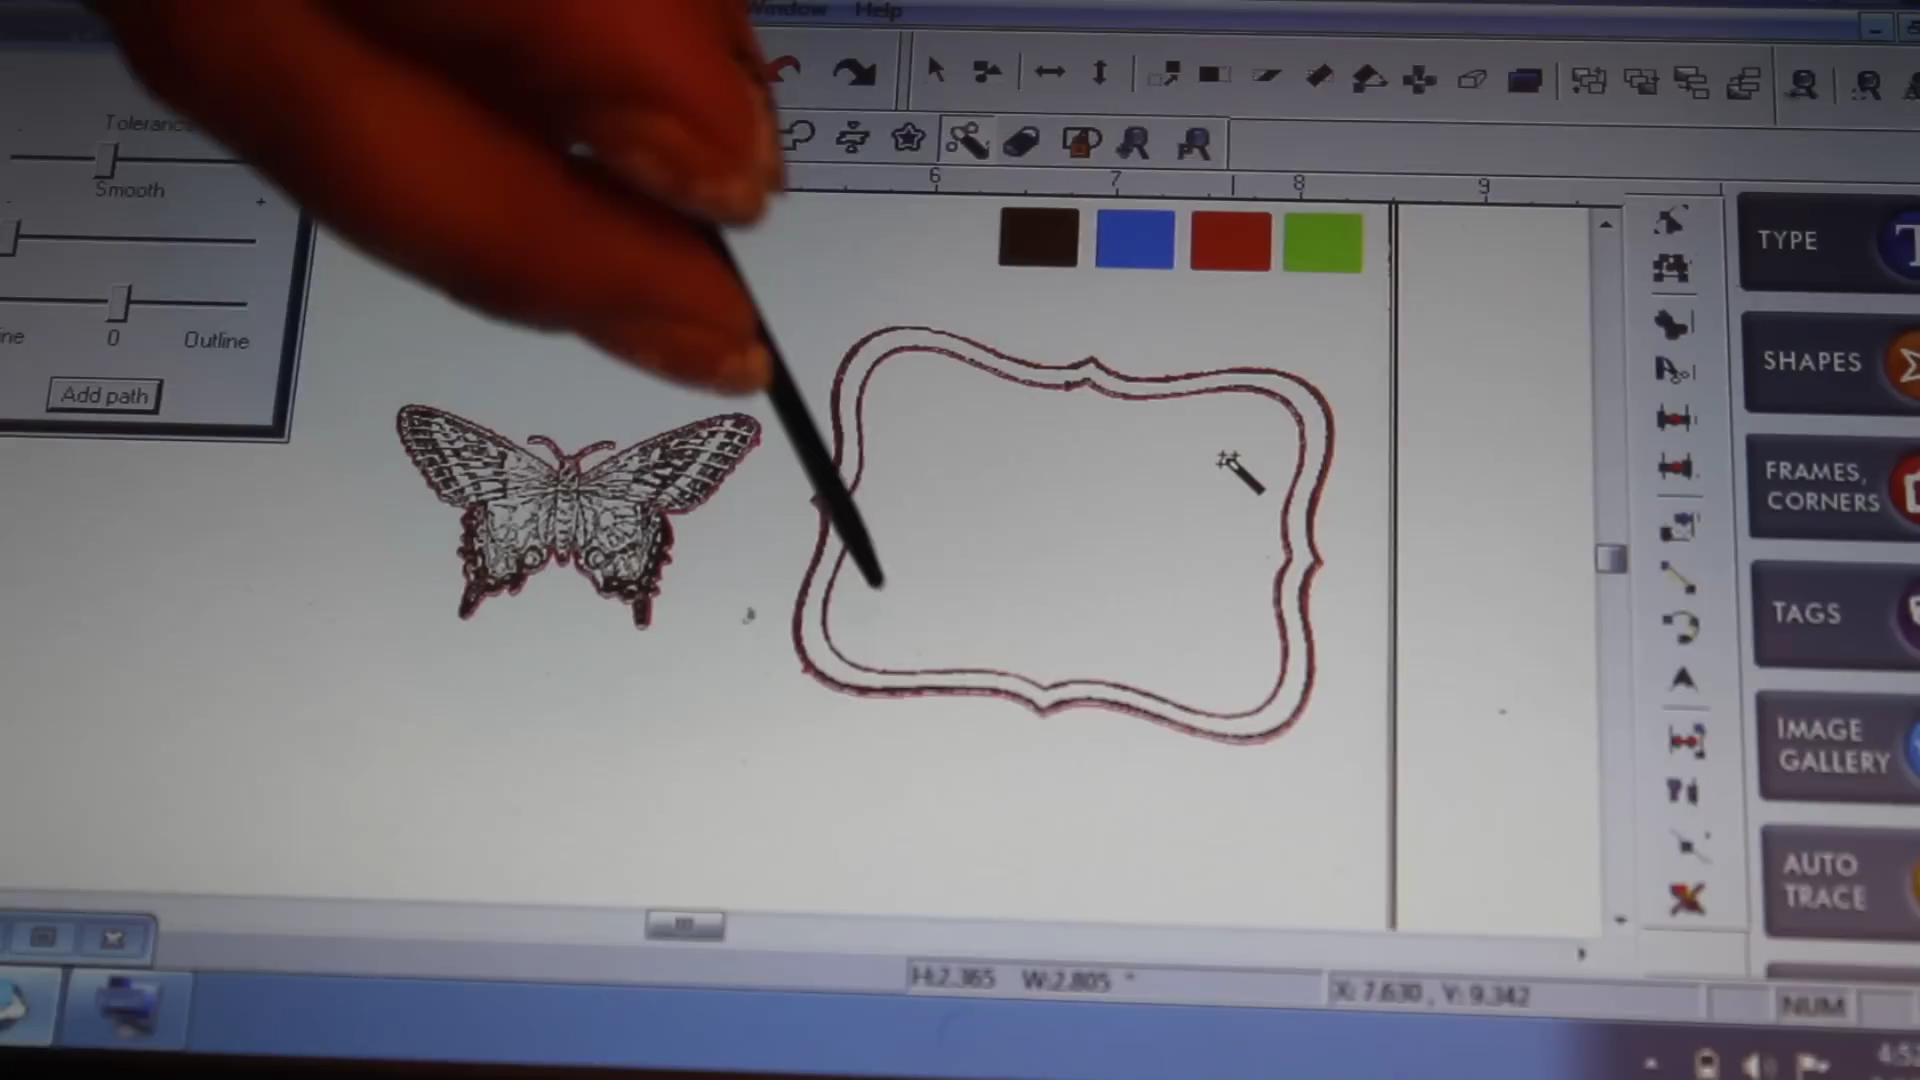 Window Help
Tolerance
Smooth
+
0 Outline
Add path
6 7 8 9
TYPE
SHAPES
FRAMES,
CORNERS
TAGS
IMAGE
GALLERY
AUTO
TRACE
H:2.365 W:2.805 "
X: 7.630 , Y: 9.342
NUM